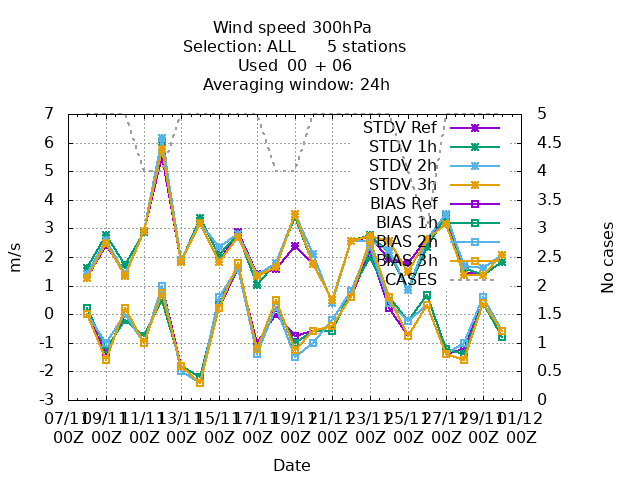 Wind speed 300hPa
Selection: ALL 5 stations
Used 00 + 06
Averaging window: 24h
7
6
5
4
3
2
1
0
-1
-2
-3
m/s
5
4.5
4
3.5
3
2.5
2
1.5
1
0.5
0
No cases
STDV Ref
STDV 1h
STDV 2h
STDV 3h
BIAS Ref
BIAS 1h
BIAS 2h
BIAS 3h
CASES
07/11 09/11 11/11 13/11 15/11 17/11 19/11 21/11 23/11 25/11 27/11 29/11 01/12
00Z 00Z 00Z 00Z 00Z 00Z 00Z 00Z 00Z 00Z 00Z 00Z 00Z
Date